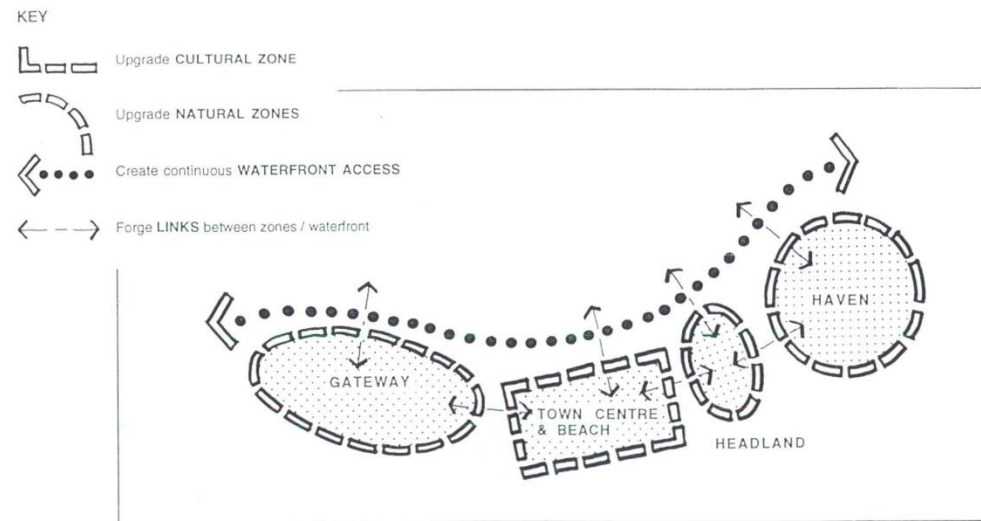 KEY
Upgrade CULTURAL ZONE
Upgrade NATURAL ZONES
Create continuous WATERFRONT ACCESS
Forge LINKS between zones / waterfront
HAVEN
GATEWAY
TOWN CENTRE
& BEACH
HEADLAND